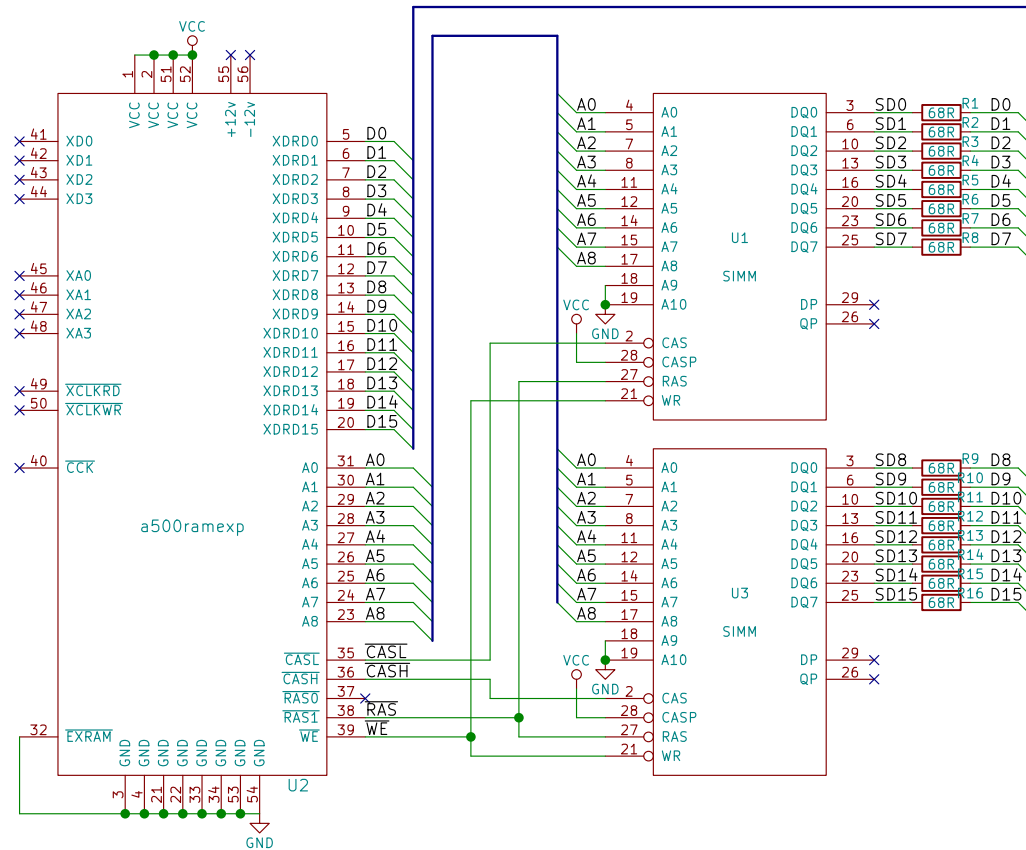 VCC
1 2 51 52 55 56
VCC VCC VCC VCC +12v -12v
41 XD0 XDRD0 5 D0
42 XD1 XDRD1 6 D1
43 XD2 XDRD2 7 D2
44 XD3 XDRD3 8 D3
XDRD4 9 D4
XDRD5 10 D5
XDRD6 11 D6
45 XA0 XDRD7 12 D7
46 XA1 XDRD8 13 D8
47 XA2 XDRD9 14 D9
48 XA3 XDRD10 15 D10
XDRD11 16 D11
XDRD12 17 D12
49 XCLKRD XDRD13 18 D13
50 XCLKWR XDRD14 19 D14
XDRD15 20 D15
40 CCK A0 31 A0
A1 30 A1
A2 29 A2
A3 28 A3
a500ramexp
A4 27 A4
A5 26 A5
A6 25 A6
A7 24 A7
A8 23 A8
CASL 35 CASL
CASH 36 CASH
RAS0 37
RAS1 38 RAS
32 EXRAM WE 39 WE
GND GND GND GND GND GND GND GND
3 4 21 22 33 34 53 54
U2
GND
A0 4 A0 DQ0 3 SD0 68R R1 D0
A1 5 A1 DQ1 6 SD1 68R R2 D1
A2 7 A2 DQ2 10 SD2 68R R3 D2
A3 8 A3 DQ3 13 SD3 68R R4 D3
A4 11 A4 DQ4 16 SD4 68R R5 D4
A5 12 A5 DQ5 20 SD5 68R R6 D5
A6 14 A6 DQ6 23 SD6 68R R7 D6
A7 15 A7 DQ7 25 SD7 68R R8 D7
U1
A8 17 A8
SIMM
18 A9
VCC 19 A10 DP 29
GND QP 26
2 CAS
28 CASP
27 RAS
21 WR
A0 4 A0 DQ0 3 SD8 68R R9 D8
A1 5 A1 DQ1 6 SD9 68R R10 D9
A2 7 A2 DQ2 10 SD10 68R R11 D10
A3 8 A3 DQ3 13 SD11 68R R12 D11
A4 11 A4 DQ4 16 SD12 68R R13 D12
A5 12 A5 DQ5 20 SD13 68R R14 D13
A6 14 A6 DQ6 23 SD14 68R R15 D14
A7 15 A7 DQ7 25 SD15 68R R16 D15
U3
A8 17 A8
SIMM
18 A9
VCC 19 A10 DP 29
GND QP 26
2 CAS
28 CASP
27 RAS
21 WR